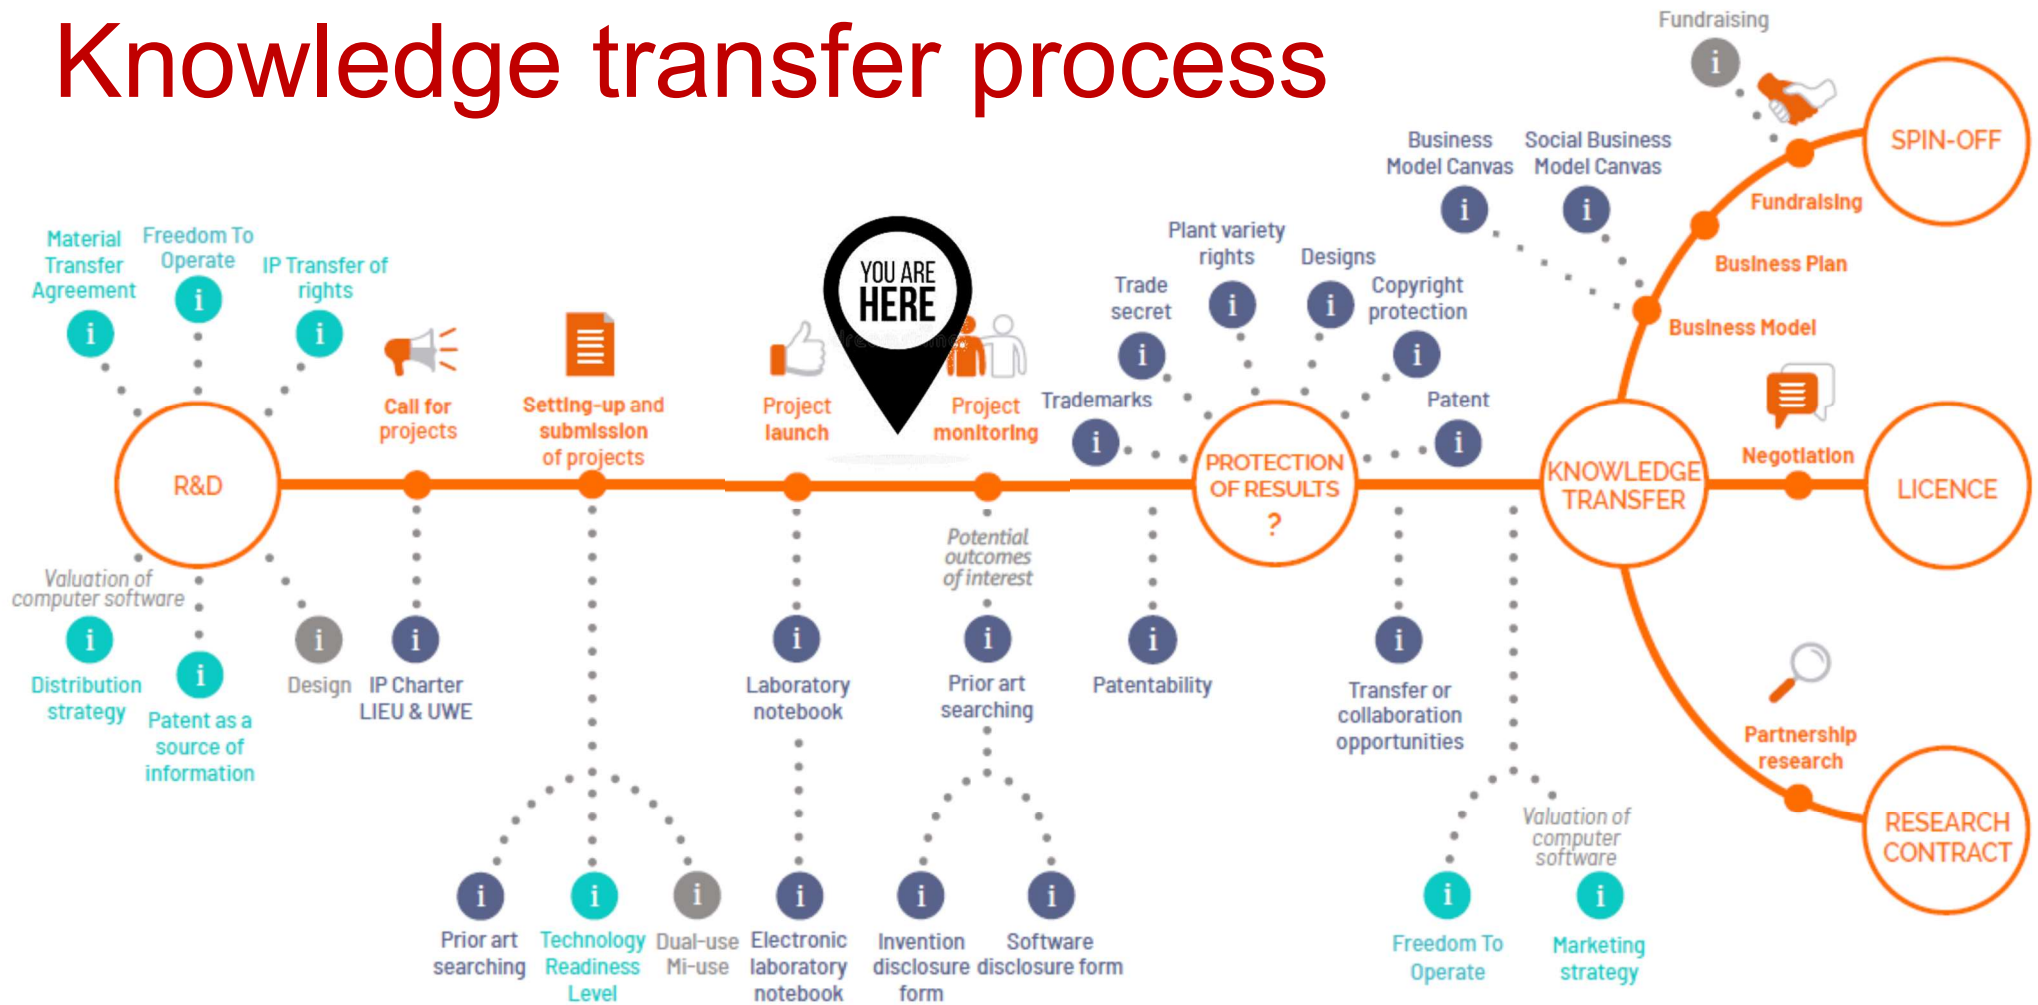 Knowledge transfer process
Fundraising
i
SPIN-OFF
Fundraising
Business Plan
Business Model
Business
Model Canvas
i
Social Business
Model Canvas
i
Material
Transfer
Agreement
i
Freedom To
Operate
i
IP Transfer of
rights
i
R&D
Valuation of
computer software
i
Distribution
strategy
i
Patent as a
source of
information
i
Design
Call for
projects
i
IP Charter
LIEU & UWE
Setting-up and
submission
of projects
i
Prior art
searching
i
Technology
Readiness
Level
i
Dual-use
Mi-use
Project
launch
i
Laboratory
notebook
i
Electronic
laboratory
notebook
YOU ARE
HERE
Project
monitoring
Potential
outcomes
of interest
i
Prior art
searching
i
Invention
disclosure
form
i
Software
disclosure form
Trademarks
i
Trade
secret
i
Plant variety
rights
i
Designs
i
Copyright
protection
i
Patent
i
PROTECTION
OF RESULTS
?
i
Patentability
i
Transfer or
collaboration
opportunities
i
Freedom To
Operate
Valuation of
computer
software
i
Marketing
strategy
KNOWLEDGE
TRANSFER
Negotiation
LICENCE
Partnership
research
RESEARCH
CONTRACT